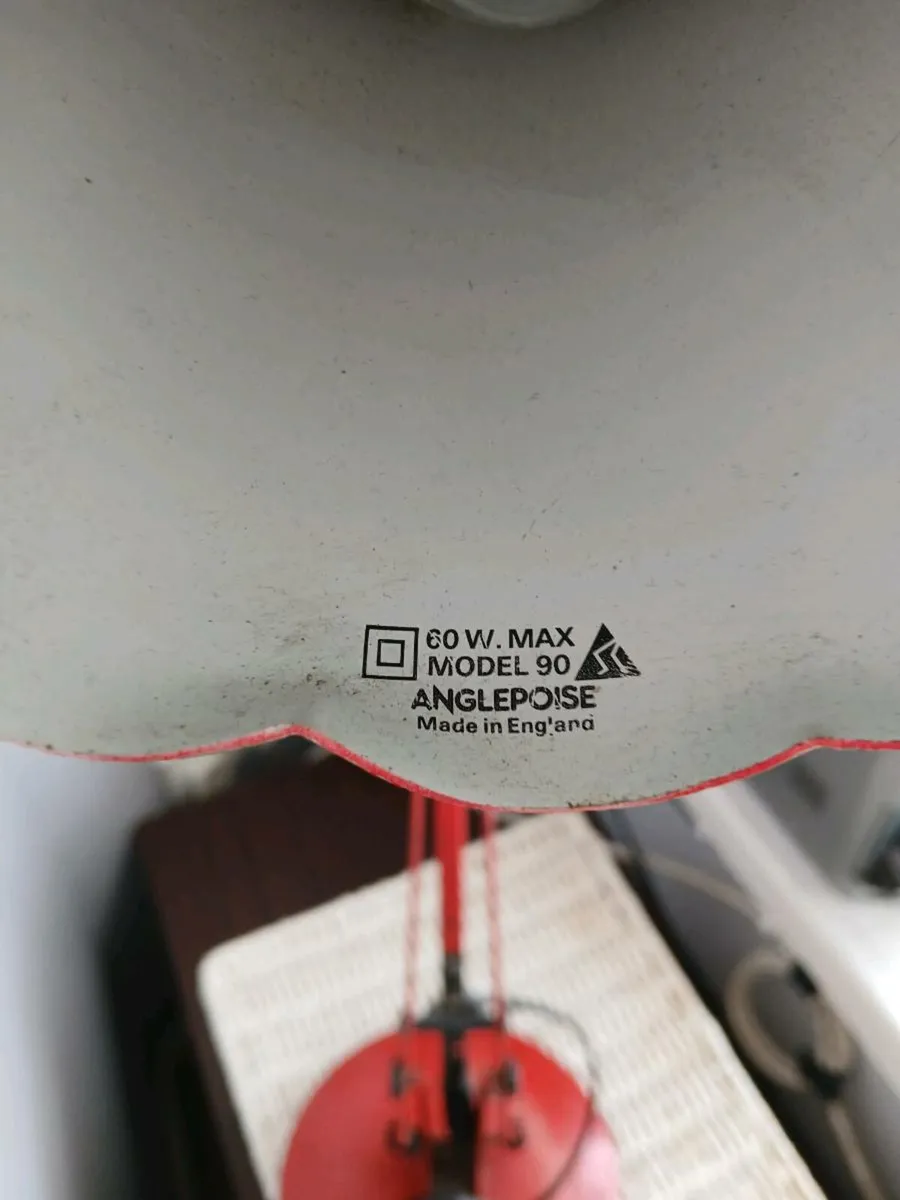 60 W. MAX
MODEL 90
ANGLEPOISE
Made in England